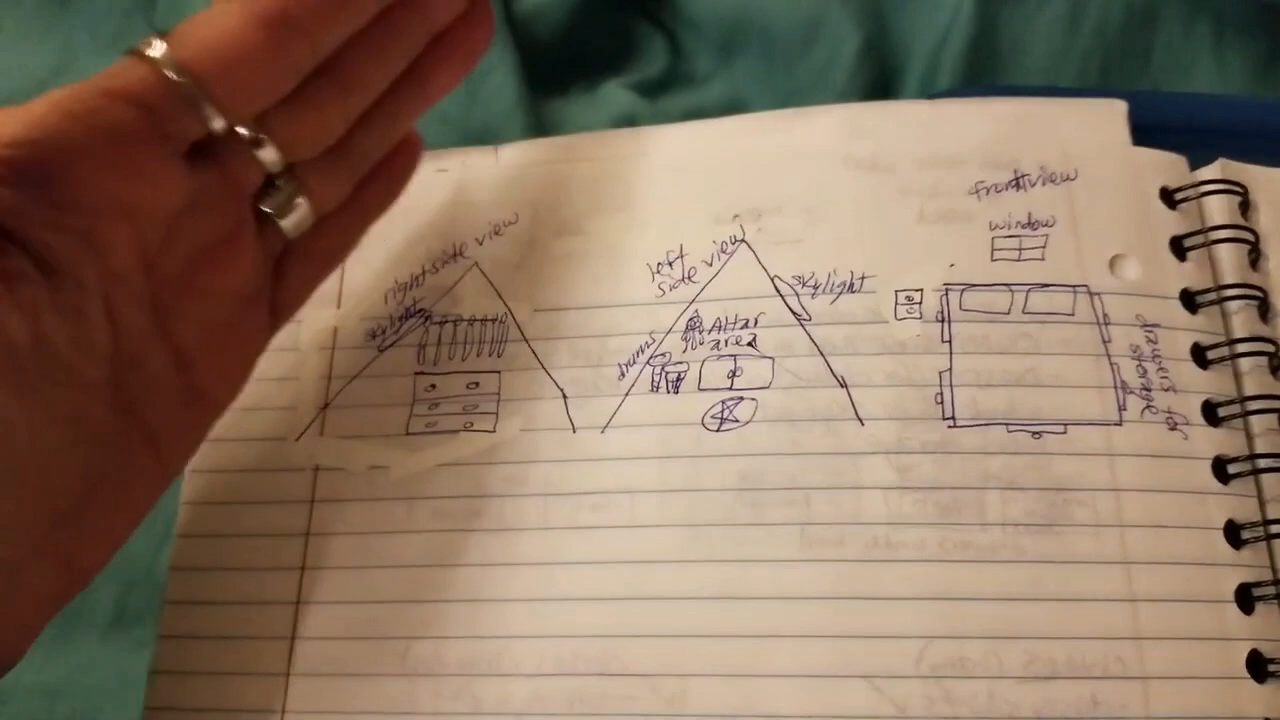 right side view
skylight
left
side view
skylight
drums
Altar
area
front view
window
drawers for
storage